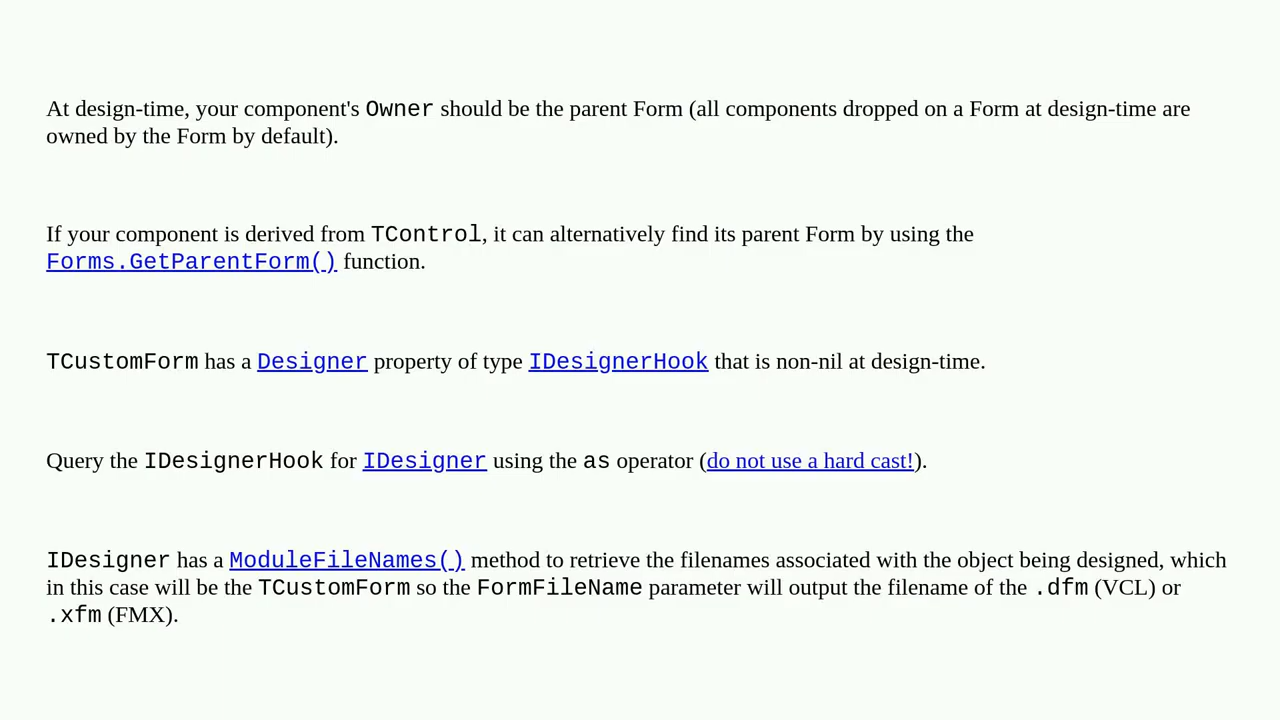 At design-time, your component's Owner should be the parent Form (all components dropped on a Form at design-time are
owned by the Form by default).
If your component is derived from TControl, it can alternatively find its parent Form by using the
Forms.GetParentForm() function.
TCustomForm has a Designer property of type IDesignerHook that is non-nil at design-time.
Query the IDesignerHook for IDesigner using the as operator (do not use a hard cast!).
IDesigner has a ModuleFileNames() method to retrieve the filenames associated with the object being designed, which
in this case will be the TCustomForm so the FormFileName parameter will output the filename of the .dfm (VCL) or
.xfm (FMX).